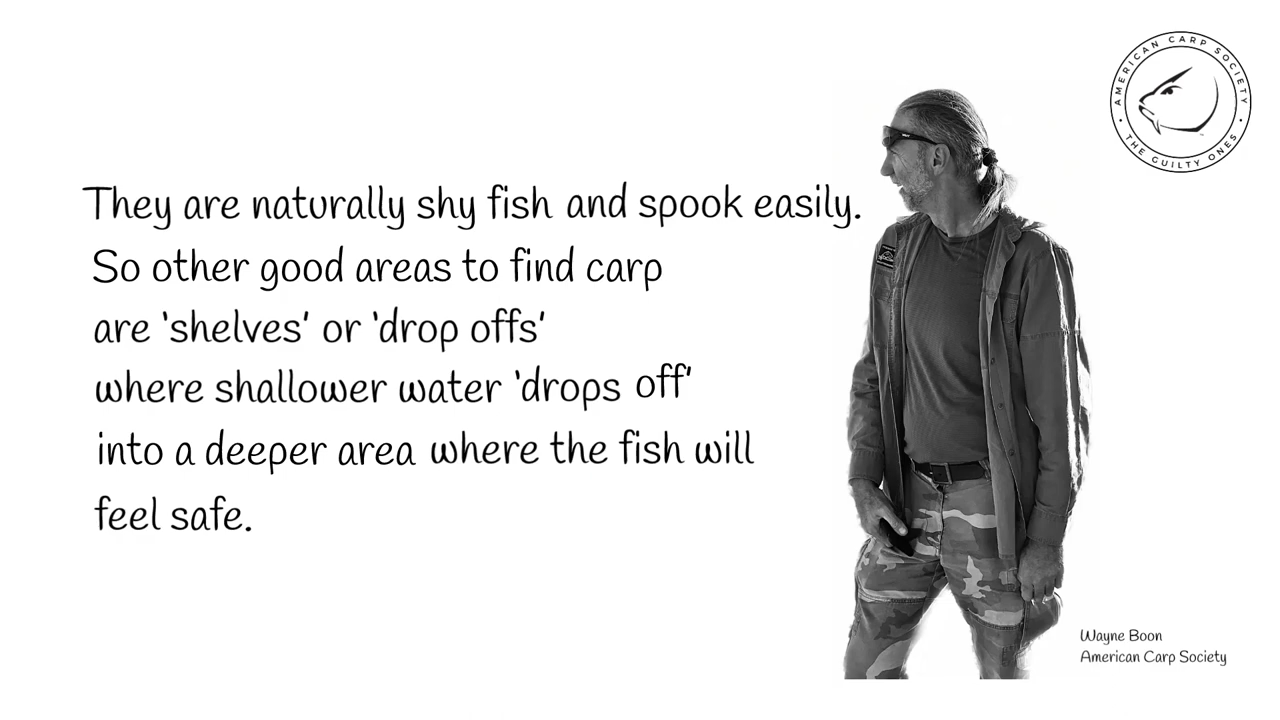 They are naturally shy fish and spook easily.
So other good areas to find carp
are 'shelves' or 'drop offs'
where shallower water 'drops off'
into a deeper area where the fish will
feel safe.
AMERICAN CARP SOCIETY
• THE GUILTY ONES •
Wayne Boon
American Carp Society